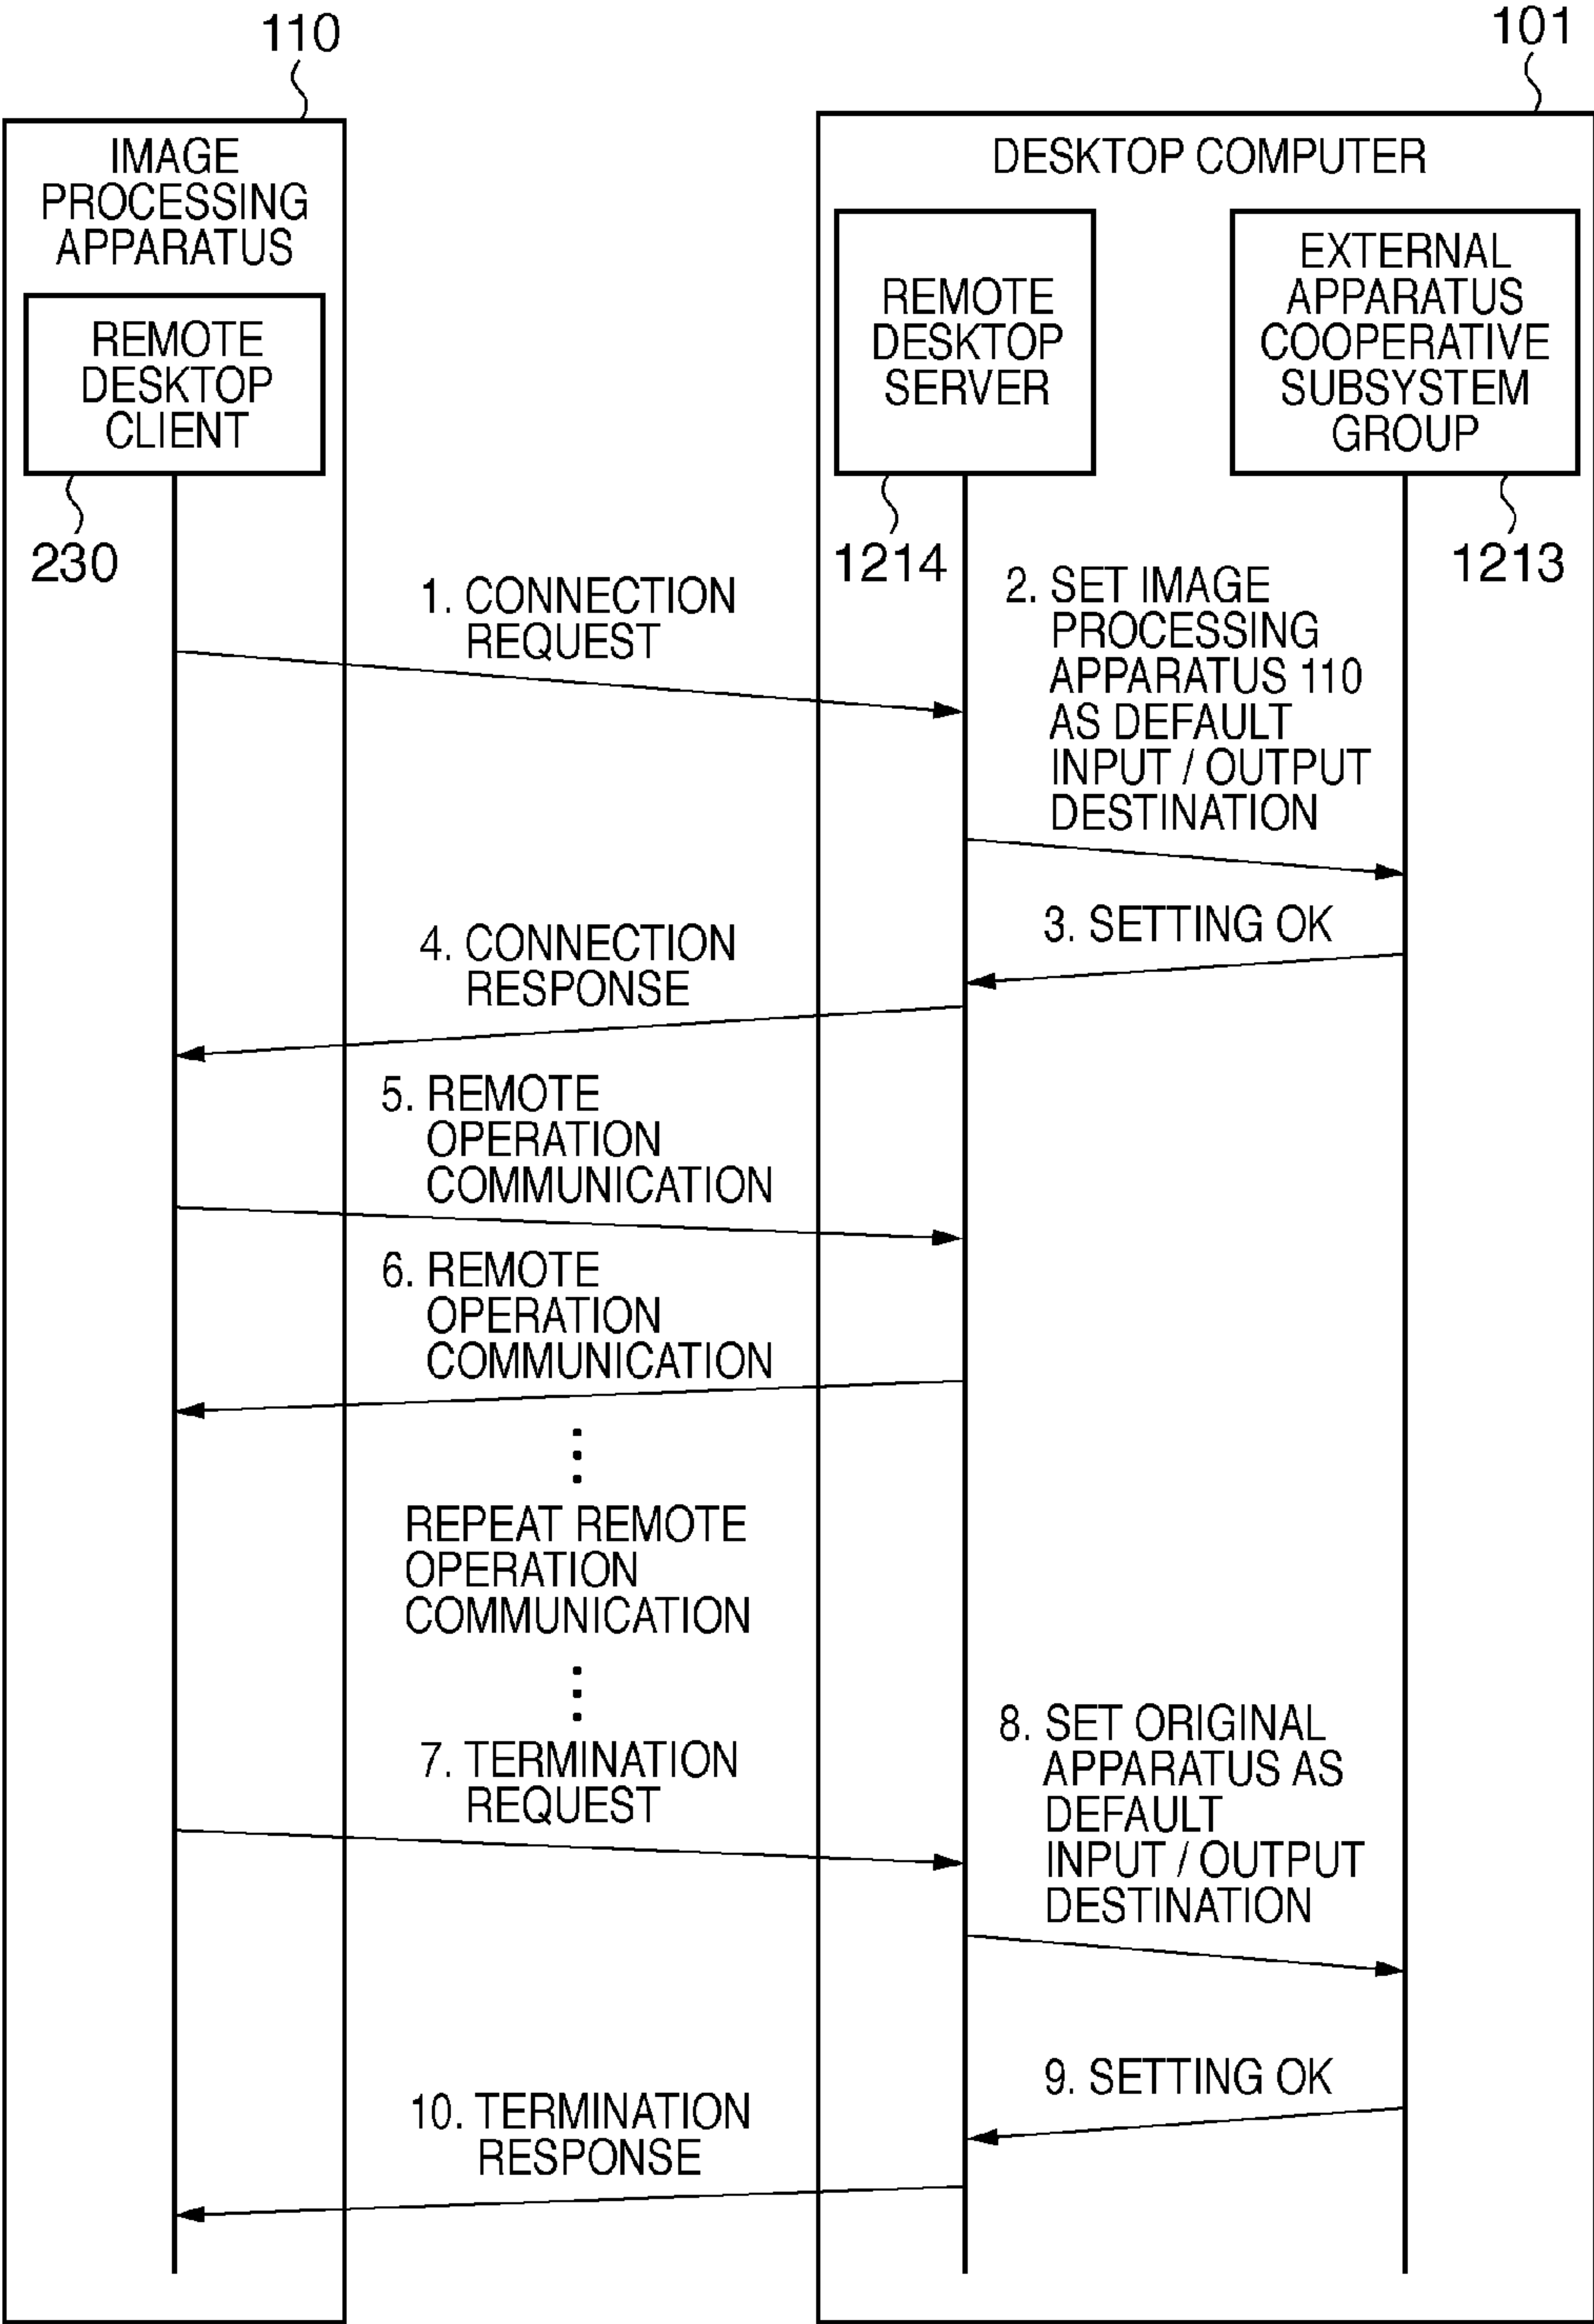 110
101
IMAGE
PROCESSING
APPARATUS
DESKTOP COMPUTER
REMOTE
DESKTOP
CLIENT
REMOTE
DESKTOP
SERVER
EXTERNAL
APPARATUS
COOPERATIVE
SUBSYSTEM
GROUP
230
1214
1213
1. CONNECTION
REQUEST
2. SET IMAGE
PROCESSING
APPARATUS 110
AS DEFAULT
INPUT / OUTPUT
DESTINATION
3. SETTING OK
4. CONNECTION
RESPONSE
5. REMOTE
OPERATION
COMMUNICATION
6. REMOTE
OPERATION
COMMUNICATION
REPEAT REMOTE
OPERATION
COMMUNICATION
7. TERMINATION
REQUEST
8. SET ORIGINAL
APPARATUS AS
DEFAULT
INPUT / OUTPUT
DESTINATION
9. SETTING OK
10. TERMINATION
RESPONSE